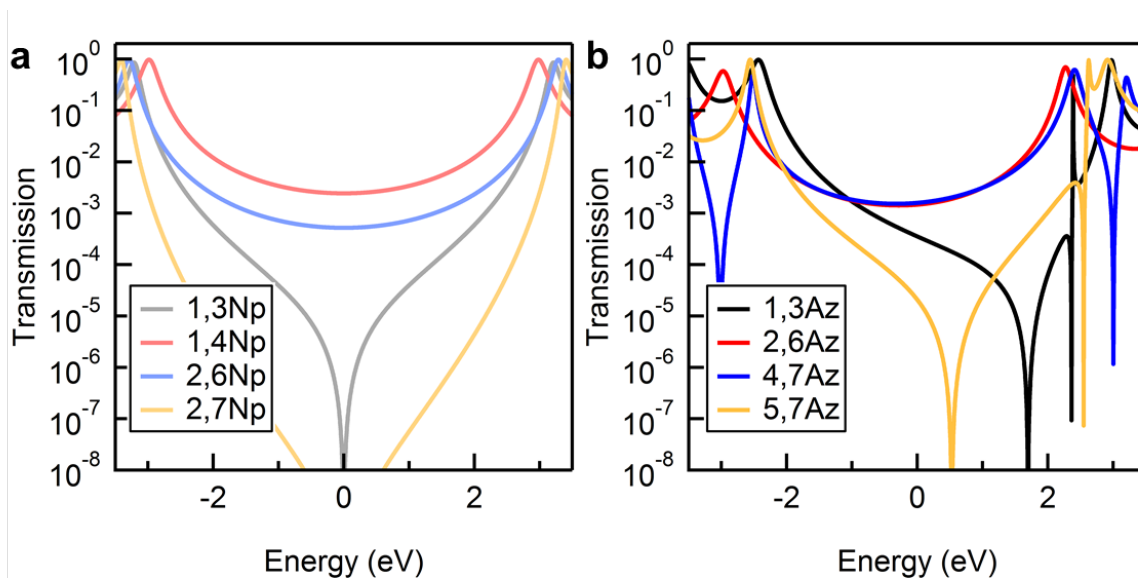 a
Transmission
10^0
10^-1
10^-2
10^-3
10^-4
10^-5
10^-6
10^-7
10^-8
1,3Np
1,4Np
2,6Np
2,7Np
-2 0 2
Energy (eV)
b
Transmission
10^0
10^-1
10^-2
10^-3
10^-4
10^-5
10^-6
10^-7
10^-8
1,3Az
2,6Az
4,7Az
5,7Az
-2 0 2
Energy (eV)